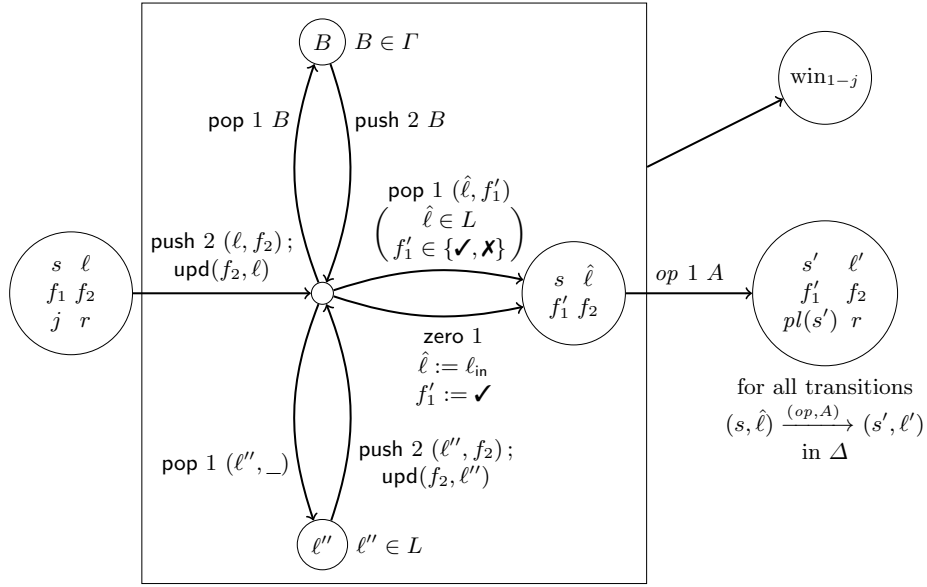 B B ∈ Γ
win₁₋ⱼ
pop 1 B
push 2 B
pop 1 (ℓ̂, f′₁)
ℓ̂ ∈ L
f′₁ ∈ {✓, ✗}
push 2 (ℓ, f₂) ;
upd(f₂, ℓ)
s ℓ
f₁ f₂
j r
s ℓ̂
f′₁ f₂
op 1 A
s′ ℓ′
f′₁ f₂
pl(s′) r
zero 1
ℓ̂ := ℓᵢₙ
f′₁ := ✓
for all transitions
(s, ℓ̂) —(op,A)→ (s′, ℓ′)
in Δ
pop 1 (ℓ″, _)
push 2 (ℓ″, f₂) ;
upd(f₂, ℓ″)
ℓ″ ℓ″ ∈ L